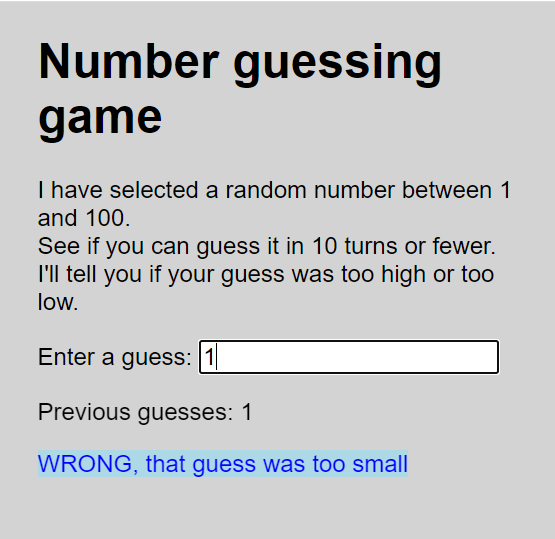 Number guessing
game
I have selected a random number between 1
and 100.
See if you can guess it in 10 turns or fewer.
I'll tell you if your guess was too high or too
low.
Enter a guess: 1
Previous guesses: 1
WRONG, that guess was too small